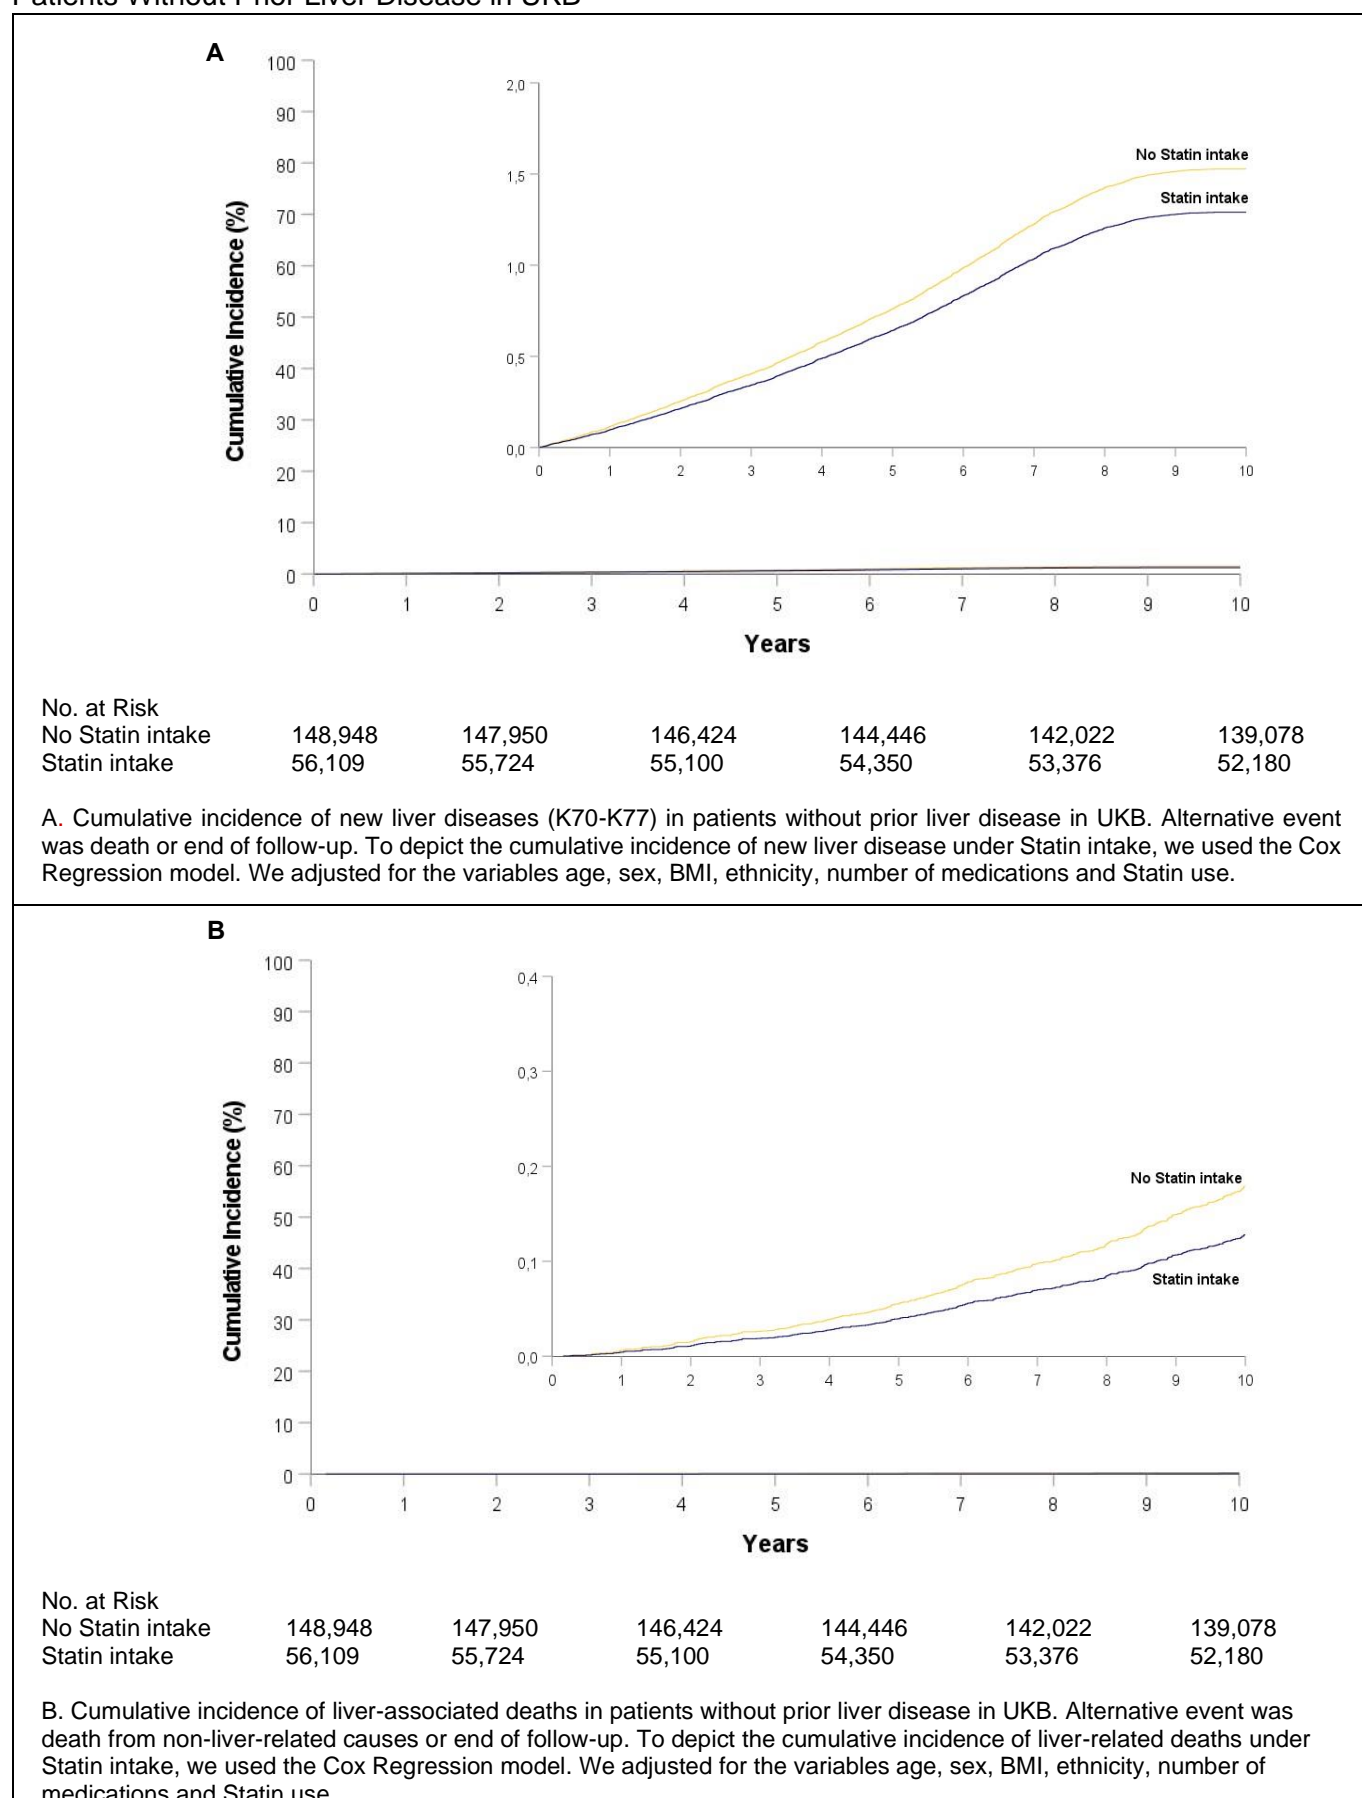 Patients Without Prior Liver Disease in UKB
A
100
90
80
70
60
50
40
30
20
10
0
Cumulative Incidence (%)
2,0
1,5
1,0
0,5
0,0
0 1 2 3 4 5 6 7 8 9 10
No Statin intake
Statin intake
0 1 2 3 4 5 6 7 8 9 10
Years
No. at Risk
No Statin intake 148,948 147,950 146,424 144,446 142,022 139,078
Statin intake 56,109 55,724 55,100 54,350 53,376 52,180
A. Cumulative incidence of new liver diseases (K70-K77) in patients without prior liver disease in UKB. Alternative event
was death or end of follow-up. To depict the cumulative incidence of new liver disease under Statin intake, we used the Cox
Regression model. We adjusted for the variables age, sex, BMI, ethnicity, number of medications and Statin use.
B
100
90
80
70
60
50
40
30
20
10
0
Cumulative Incidence (%)
0,4
0,3
0,2
0,1
0,0
0 1 2 3 4 5 6 7 8 9 10
No Statin intake
Statin intake
0 1 2 3 4 5 6 7 8 9 10
Years
No. at Risk
No Statin intake 148,948 147,950 146,424 144,446 142,022 139,078
Statin intake 56,109 55,724 55,100 54,350 53,376 52,180
B. Cumulative incidence of liver-associated deaths in patients without prior liver disease in UKB. Alternative event was
death from non-liver-related causes or end of follow-up. To depict the cumulative incidence of liver-related deaths under
Statin intake, we used the Cox Regression model. We adjusted for the variables age, sex, BMI, ethnicity, number of
medications and Statin use